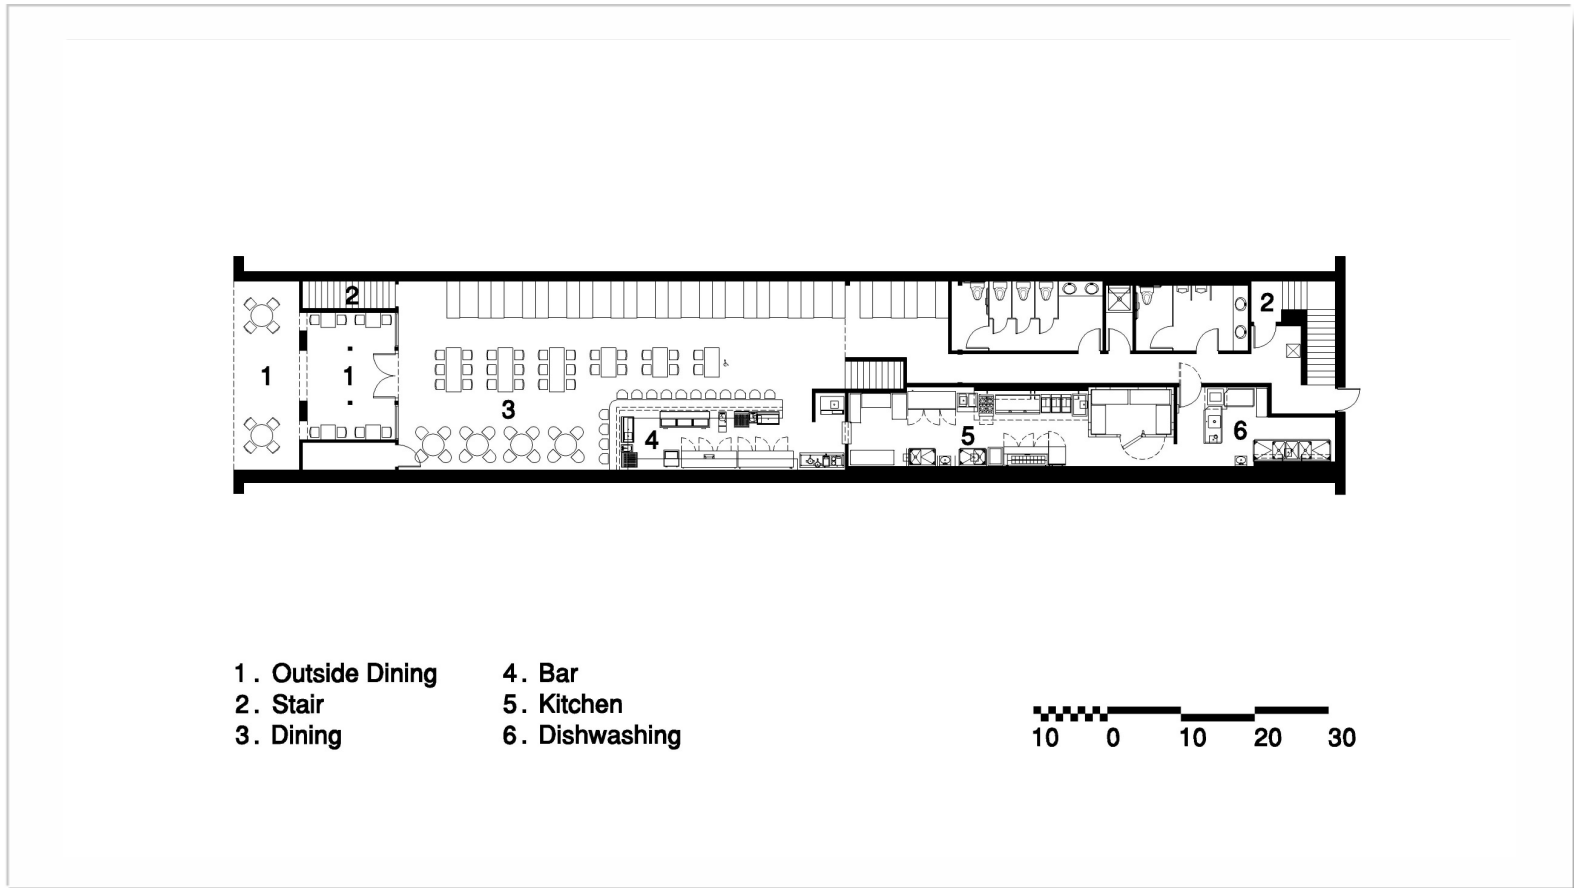 2
2
1
1
3
4
5
6
1. Outside Dining
2. Stair
3. Dining
4. Bar
5. Kitchen
6. Dishwashing
10 0 10 20 30